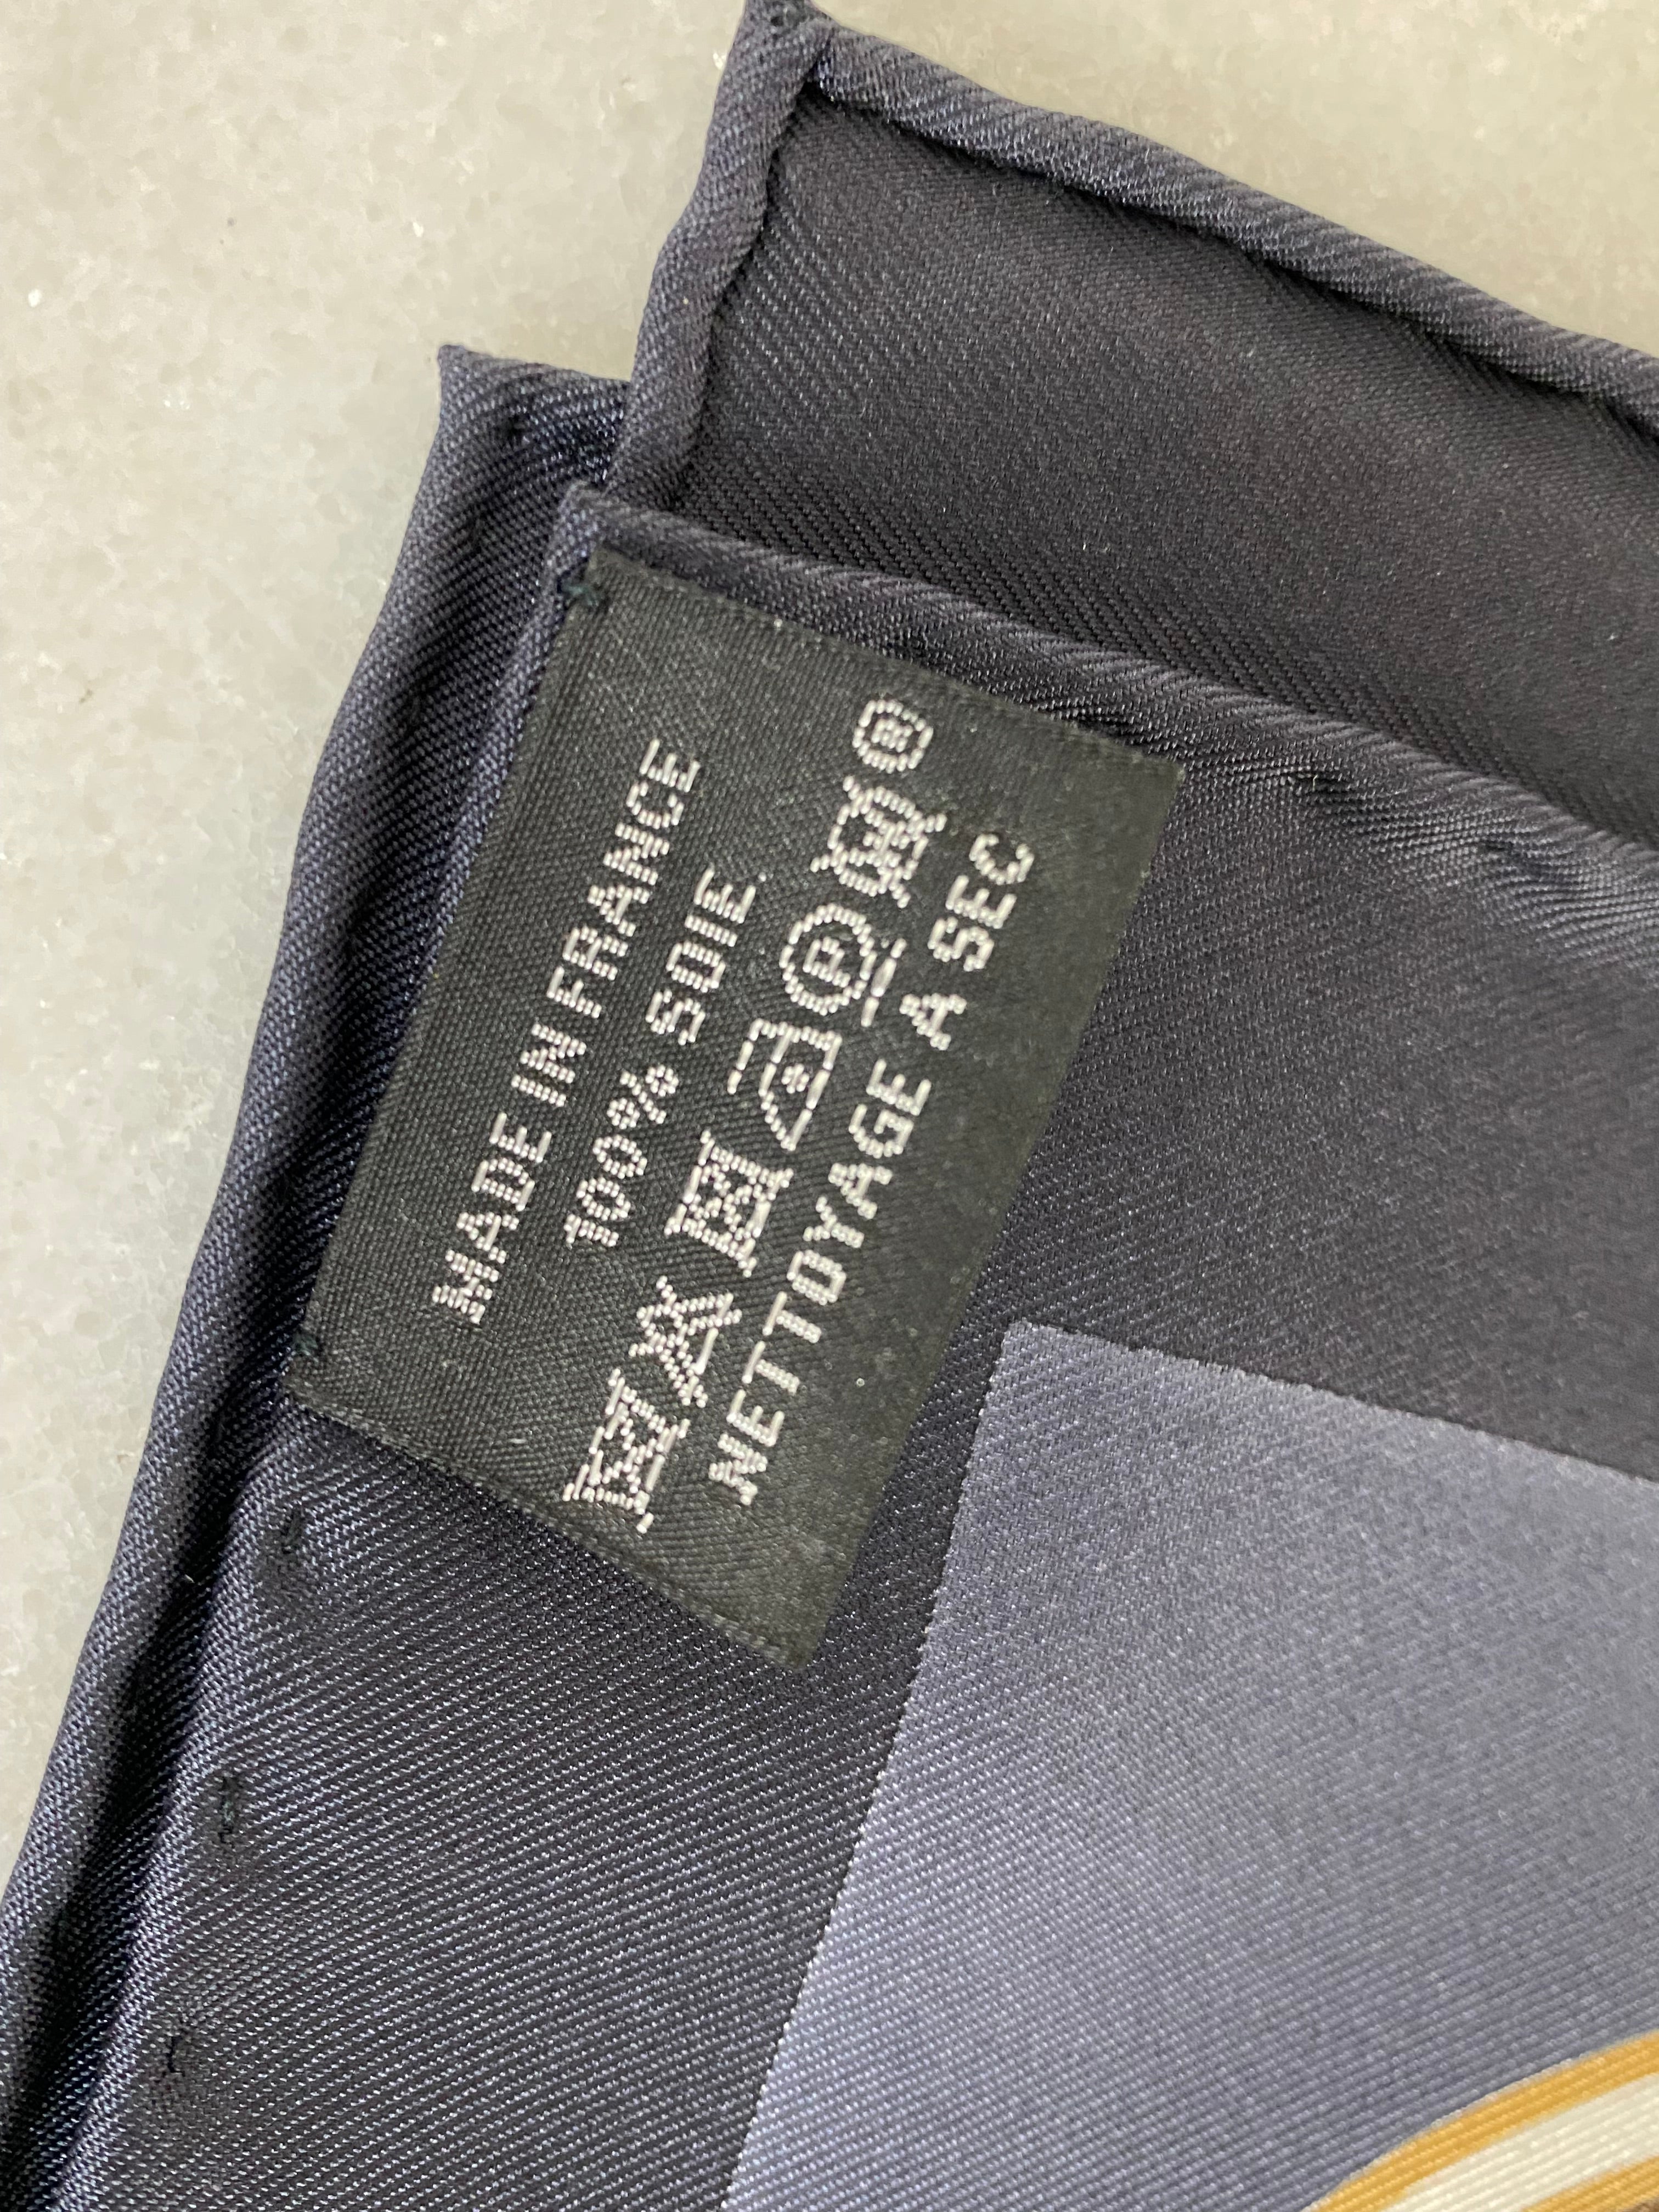 MADE IN FRANCE
100% SOIE
P W R
NETTOYAGE A SEC